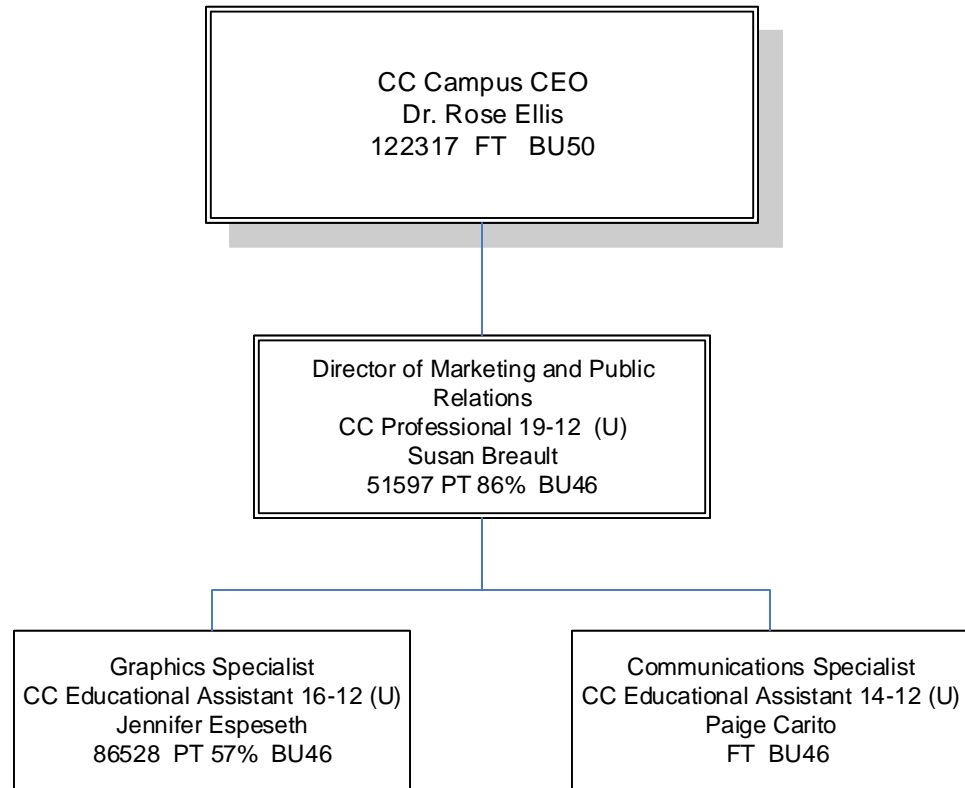 CC Campus CEO
Dr. Rose Ellis
122317 FT BU50
Director of Marketing and Public
Relations
CC Professional 19-12 (U)
Susan Breault
51597 PT 86% BU46
Graphics Specialist
CC Educational Assistant 16-12 (U)
Jennifer Espeseth
86528 PT 57% BU46
Communications Specialist
CC Educational Assistant 14-12 (U)
Paige Carito
FT BU46